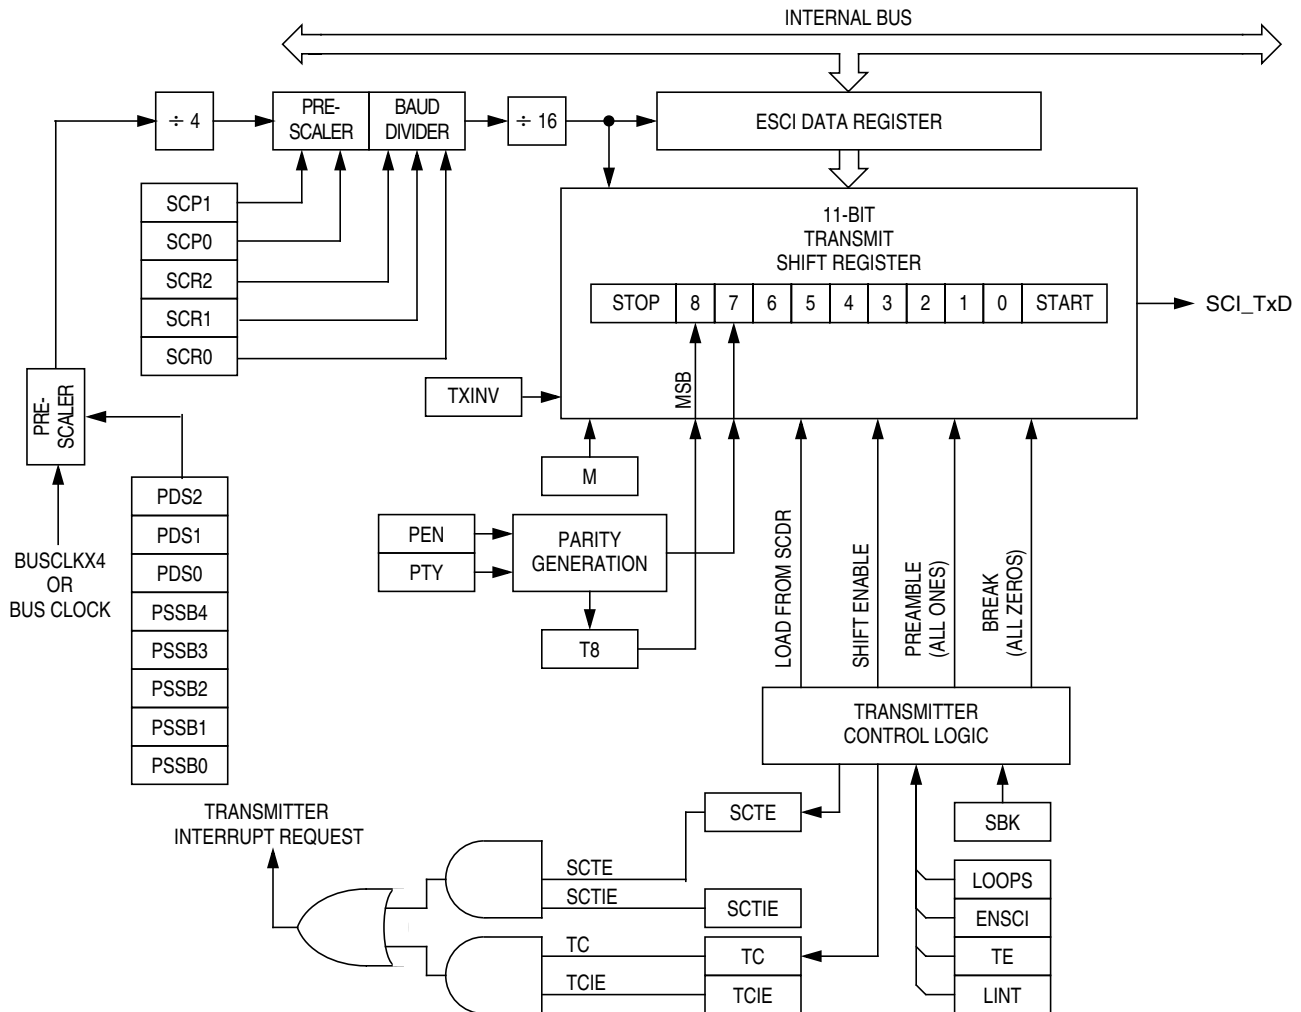 INTERNAL BUS
÷ 4
PRE-
SCALER
BAUD
DIVIDER
÷ 16
ESCI DATA REGISTER
SCP1
SCP0
SCR2
SCR1
SCR0
11-BIT
TRANSMIT
SHIFT REGISTER
STOP 8 7 6 5 4 3 2 1 0 START
SCI_TxD
PRE-
SCALER
TXINV
MSB
M
PDS2
PDS1
PDS0
PSSB4
PSSB3
PSSB2
PSSB1
PSSB0
BUSCLKX4
OR
BUS CLOCK
PEN
PTY
PARITY
GENERATION
T8
LOAD FROM SCDR
SHIFT ENABLE
PREAMBLE
(ALL ONES)
BREAK
(ALL ZEROS)
TRANSMITTER
CONTROL LOGIC
TRANSMITTER
INTERRUPT REQUEST
SCTE
SBK
SCTE
SCTIE
SCTIE
TC
TC
TCIE
TCIE
LOOPS
ENSCI
TE
LINT